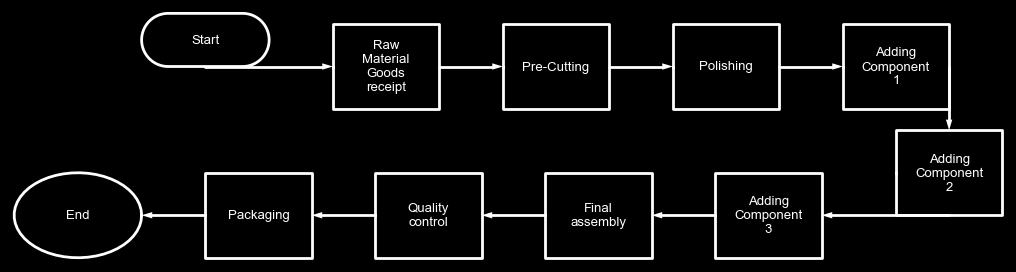 Start
Raw
Material
Goods
receipt
Pre-Cutting
Polishing
Adding
Component
1
Adding
Component
2
Adding
Component
3
Final
assembly
Quality
control
Packaging
End